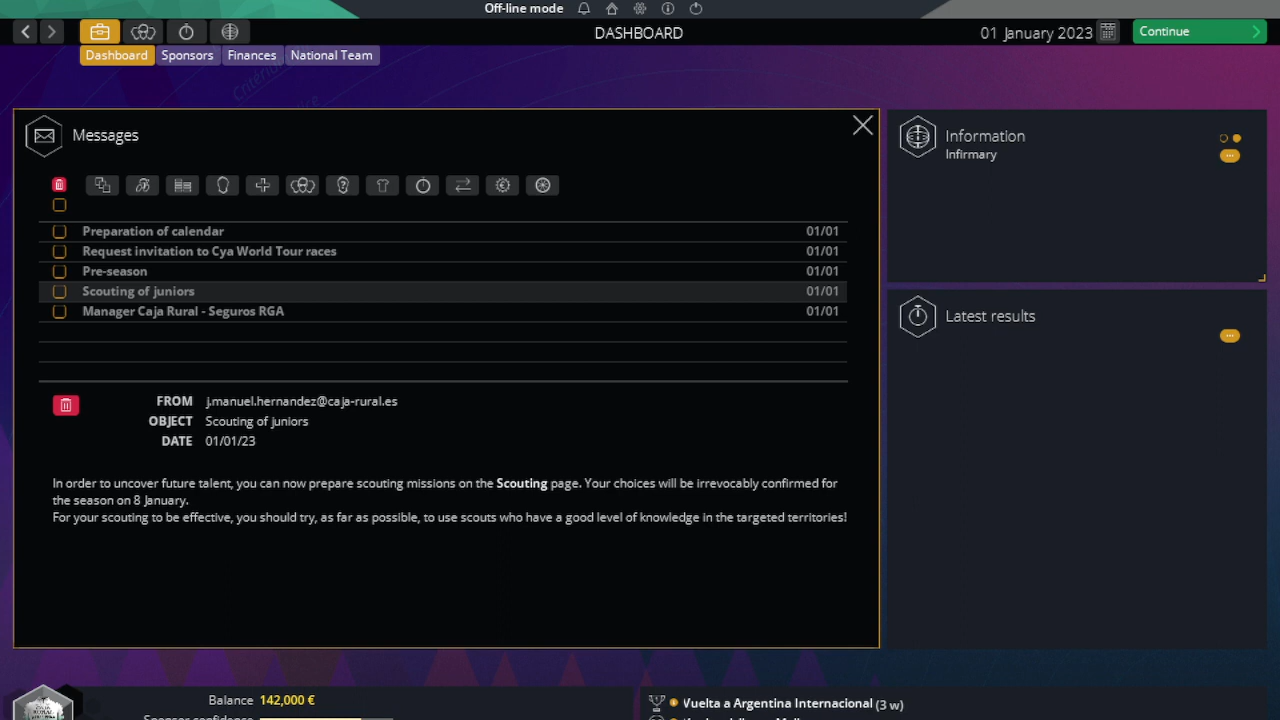 Off-line mode
DASHBOARD
01 January 2023
Continue
Dashboard
Sponsors
Finances
National Team
Messages
Preparation of calendar 01/01
Request invitation to Cya World Tour races 01/01
Pre-season 01/01
Scouting of juniors 01/01
Manager Caja Rural - Seguros RGA 01/01
FROM j.manuel.hernandez@caja-rural.es
OBJECT Scouting of juniors
DATE 01/01/23
In order to uncover future talent, you can now prepare scouting missions on the Scouting page. Your choices will be irrevocably confirmed for
the season on 8 January.
For your scouting to be effective, you should try, as far as possible, to use scouts who have a good level of knowledge in the targeted territories!
Information
Infirmary
Latest results
Balance 142,000 €
Sponsor confidence
Vuelta a Argentina Internacional (3 w)